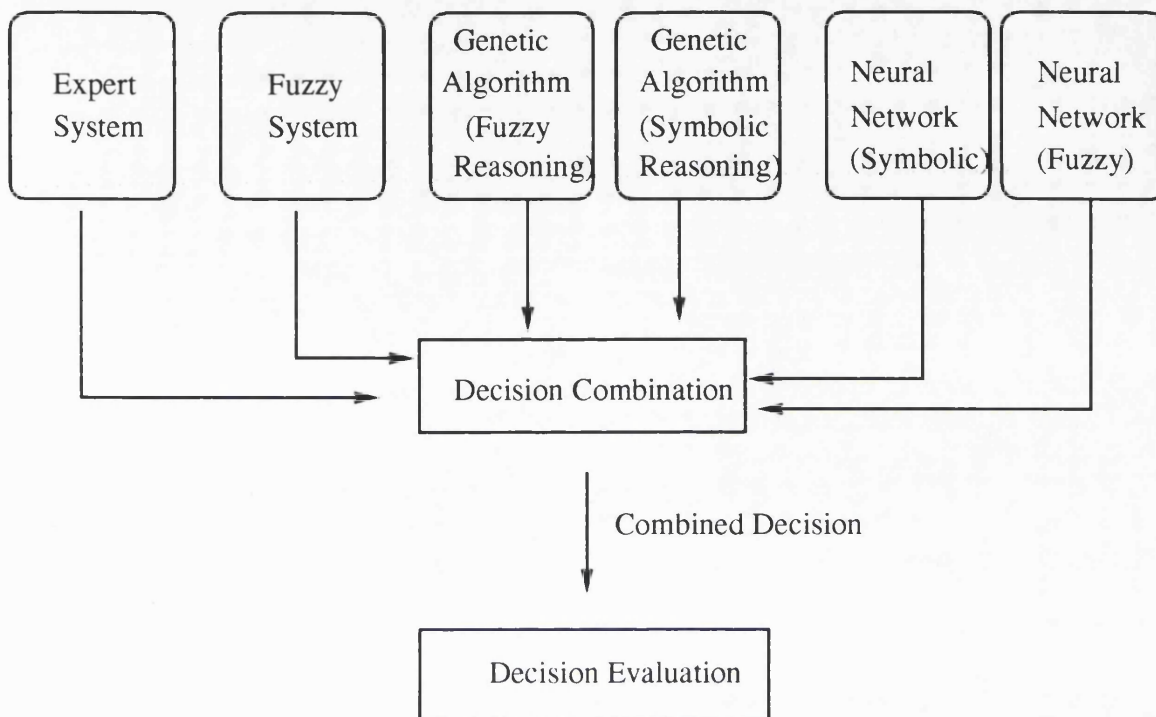 Expert
System
Fuzzy
System
Genetic
Algorithm
(Fuzzy
Reasoning)
Genetic
Algorithm
(Symbolic
Reasoning)
Neural
Network
(Symbolic)
Neural
Network
(Fuzzy)
Decision Combination
Combined Decision
Decision Evaluation